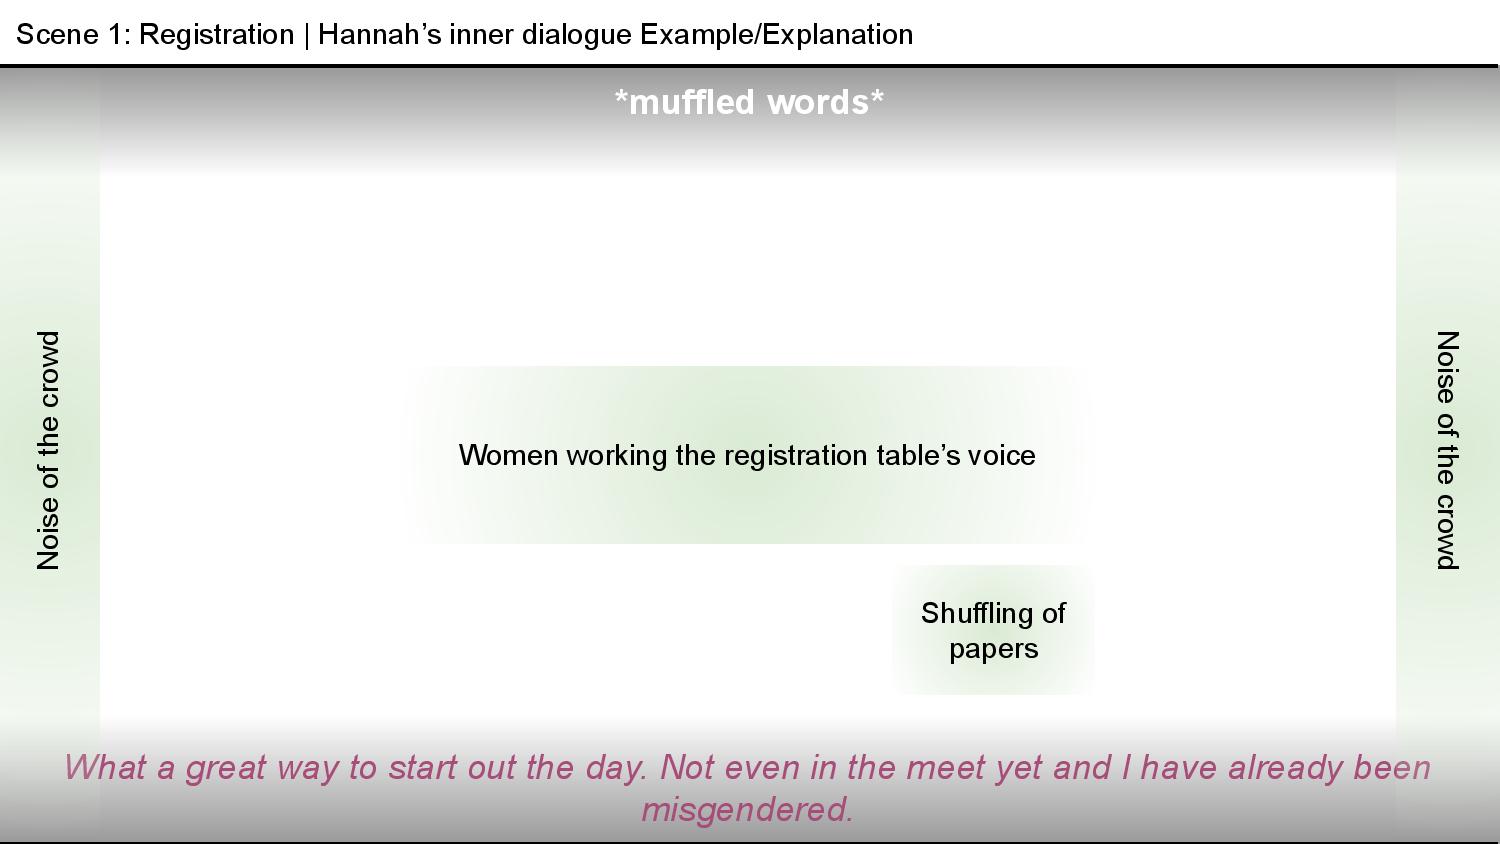 Scene 1: Registration | Hannah’s inner dialogue Example/Explanation
*muffled words*
Noise of the crowd
Women working the registration table’s voice
Noise of the crowd
Shuffling of
papers
What a great way to start out the day. Not even in the meet yet and I have already been
misgendered.